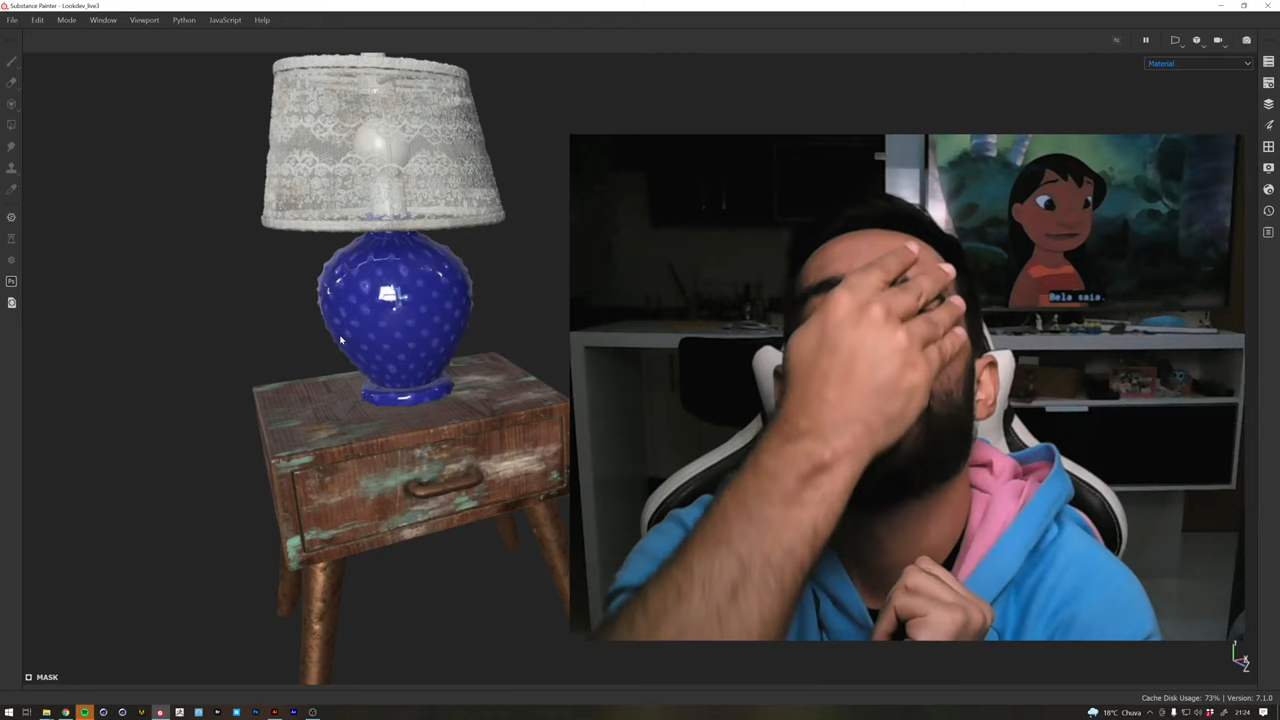 Substance Painter - Lookdev_live3
File Edit Mode Window Viewport Python JavaScript Help
Material
Bela saia.
MASK
Cache Disk Usage: 73% | Version: 7.1.0
18°C Chuva 21:24